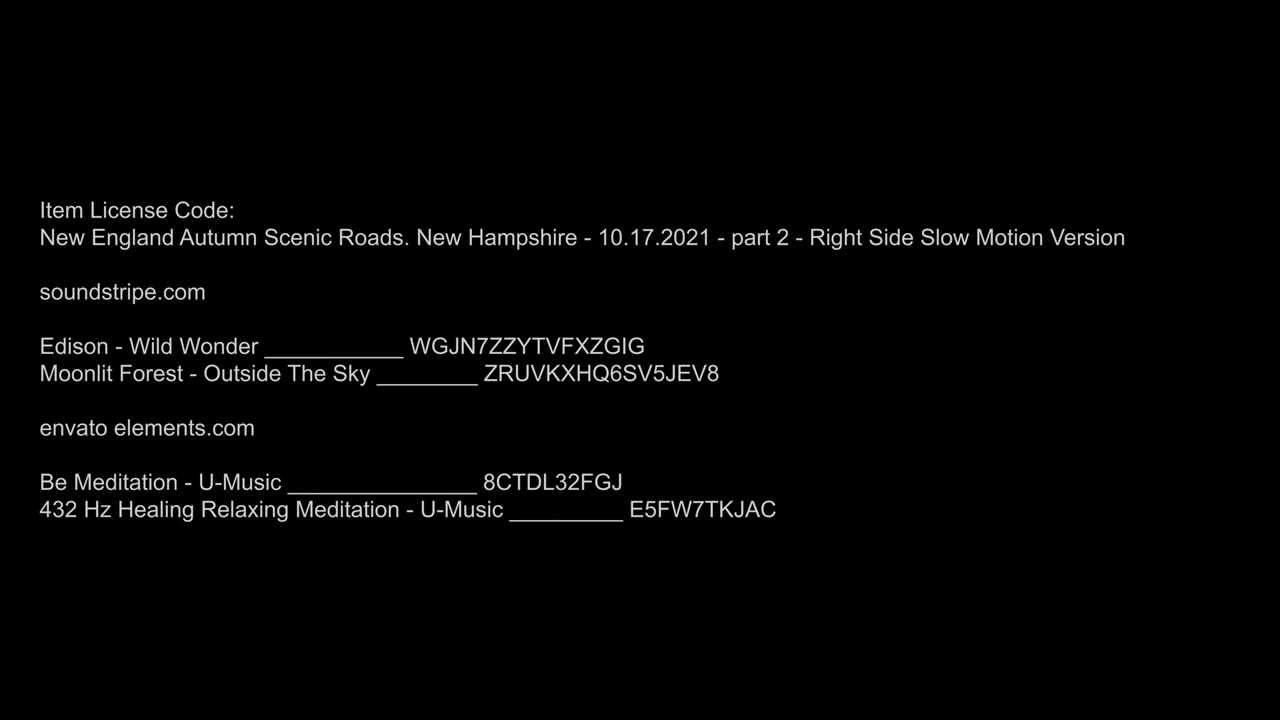 Item License Code:
New England Autumn Scenic Roads. New Hampshire - 10.17.2021 - part 2 - Right Side Slow Motion Version
soundstripe.com
Edison - Wild Wonder ___________ WGJN7ZZYTVFXZGIG
Moonlit Forest - Outside The Sky ________ ZRUVKXHQ6SV5JEV8
envato elements.com
Be Meditation - U-Music _______________ 8CTDL32FGJ
432 Hz Healing Relaxing Meditation - U-Music _________ E5FW7TKJAC